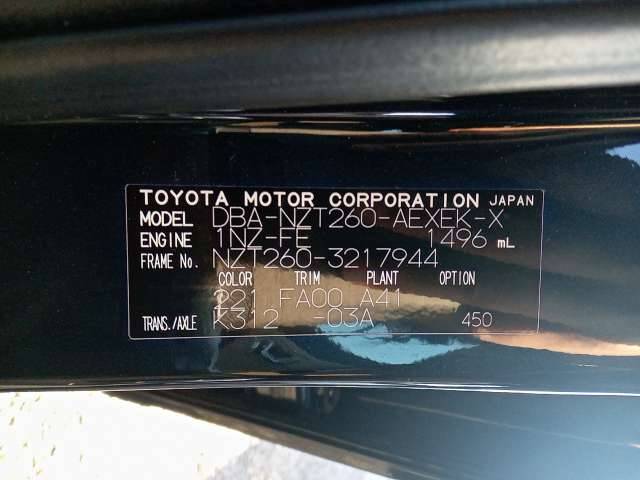 TOYOTA MOTOR CORPORATION JAPAN
MODEL DBA-NZT260-AEXEK-X
ENGINE 1NZ-FE 1496 mL
FRAME No. NZT260-3217944
COLOR TRIM PLANT OPTION
221 FA00 A41
TRANS./AXLE K312 -03A 450